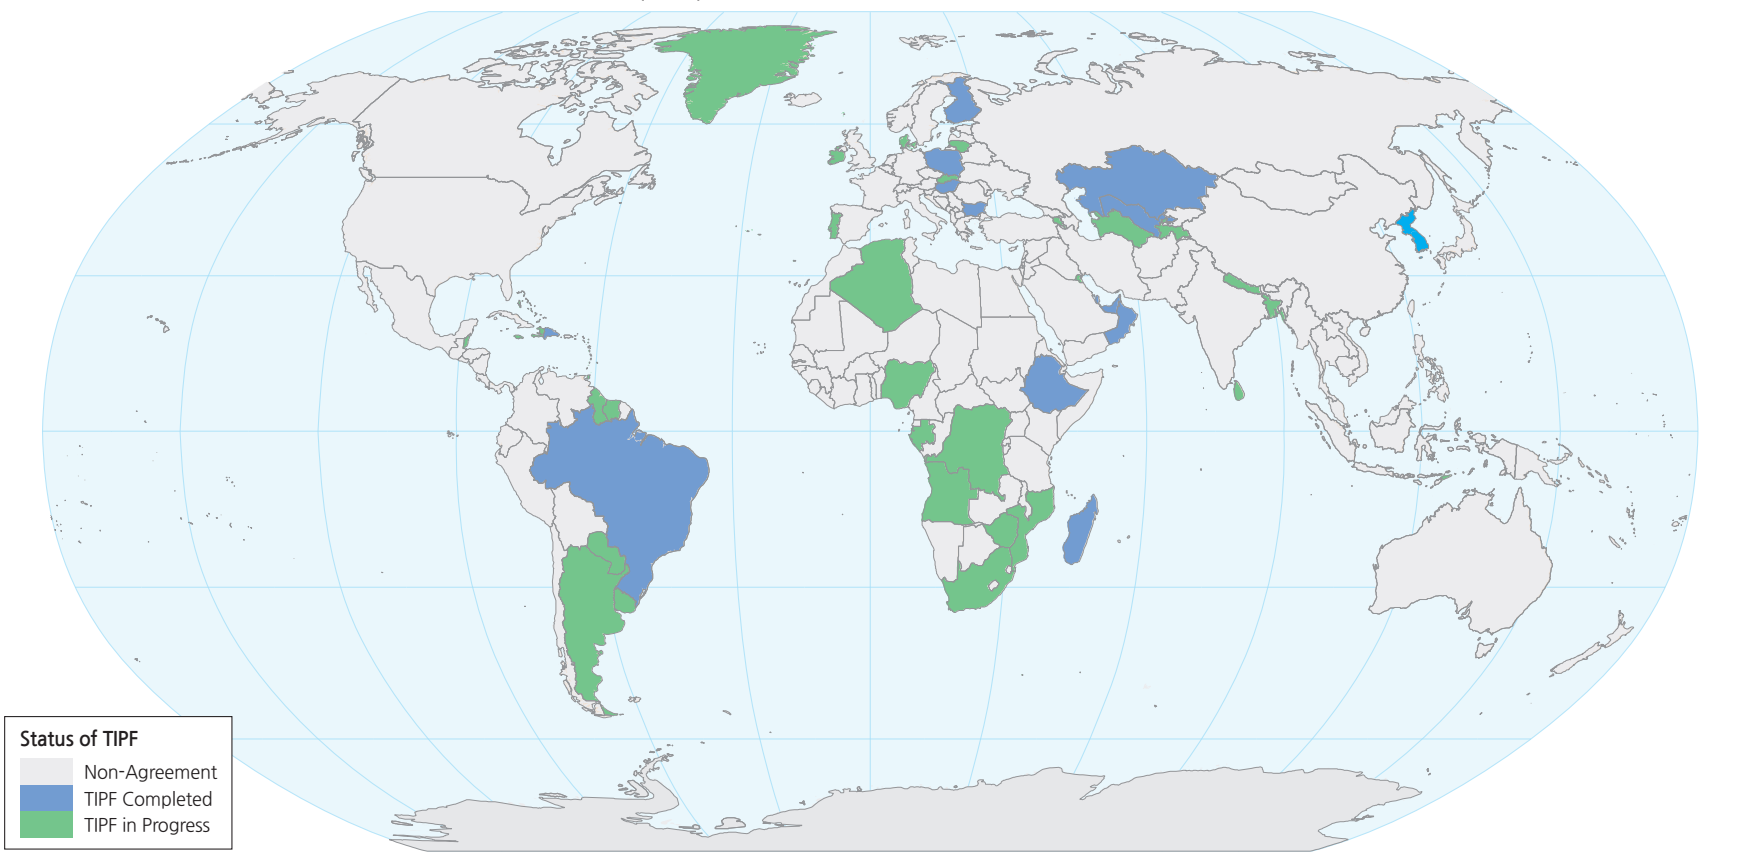 Status of TIPF
Non-Agreement
TIPF Completed
TIPF in Progress